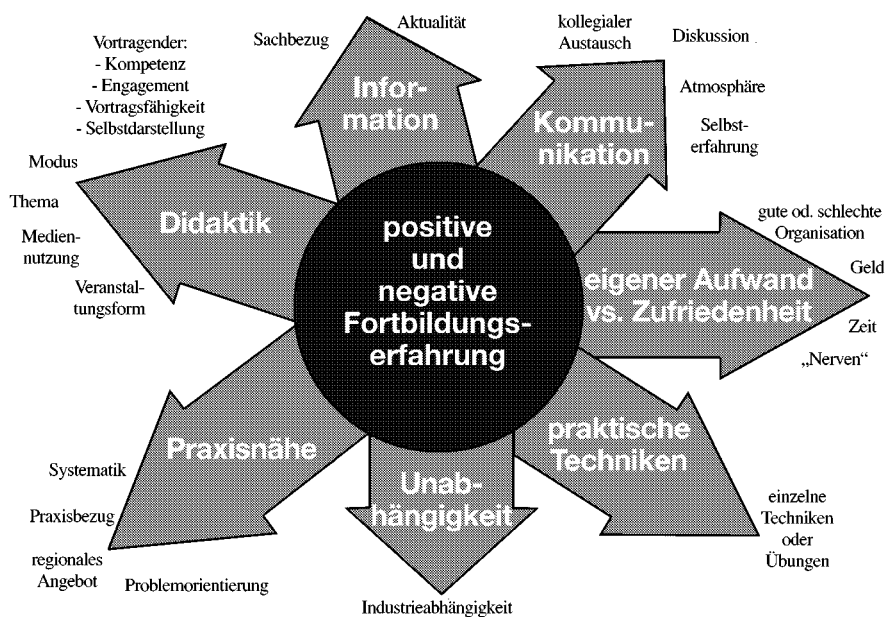 Vortragender:
- Kompetenz
- Engagement
- Vortragsfähigkeit
- Selbstdarstellung
Modus
Thema
Medien-
nutzung
Veranstal-
tungsform
Didaktik
Sachbezug
Aktualität
Infor-
mation
kollegialer
Austausch
Diskussion
Atmosphäre
Selbst-
erfahrung
Kommu-
nikation
positive
und
negative
Fortbildungs-
erfahrung
gute od. schlechte
Organisation
Geld
Zeit
„Nerven“
eigener Aufwand
vs. Zufriedenheit
praktische
Techniken
einzelne
Techniken
oder
Übungen
Unab-
hängigkeit
Industrieabhängigkeit
Praxisnähe
Systematik
Praxisbezug
regionales
Angebot
Problemorientierung